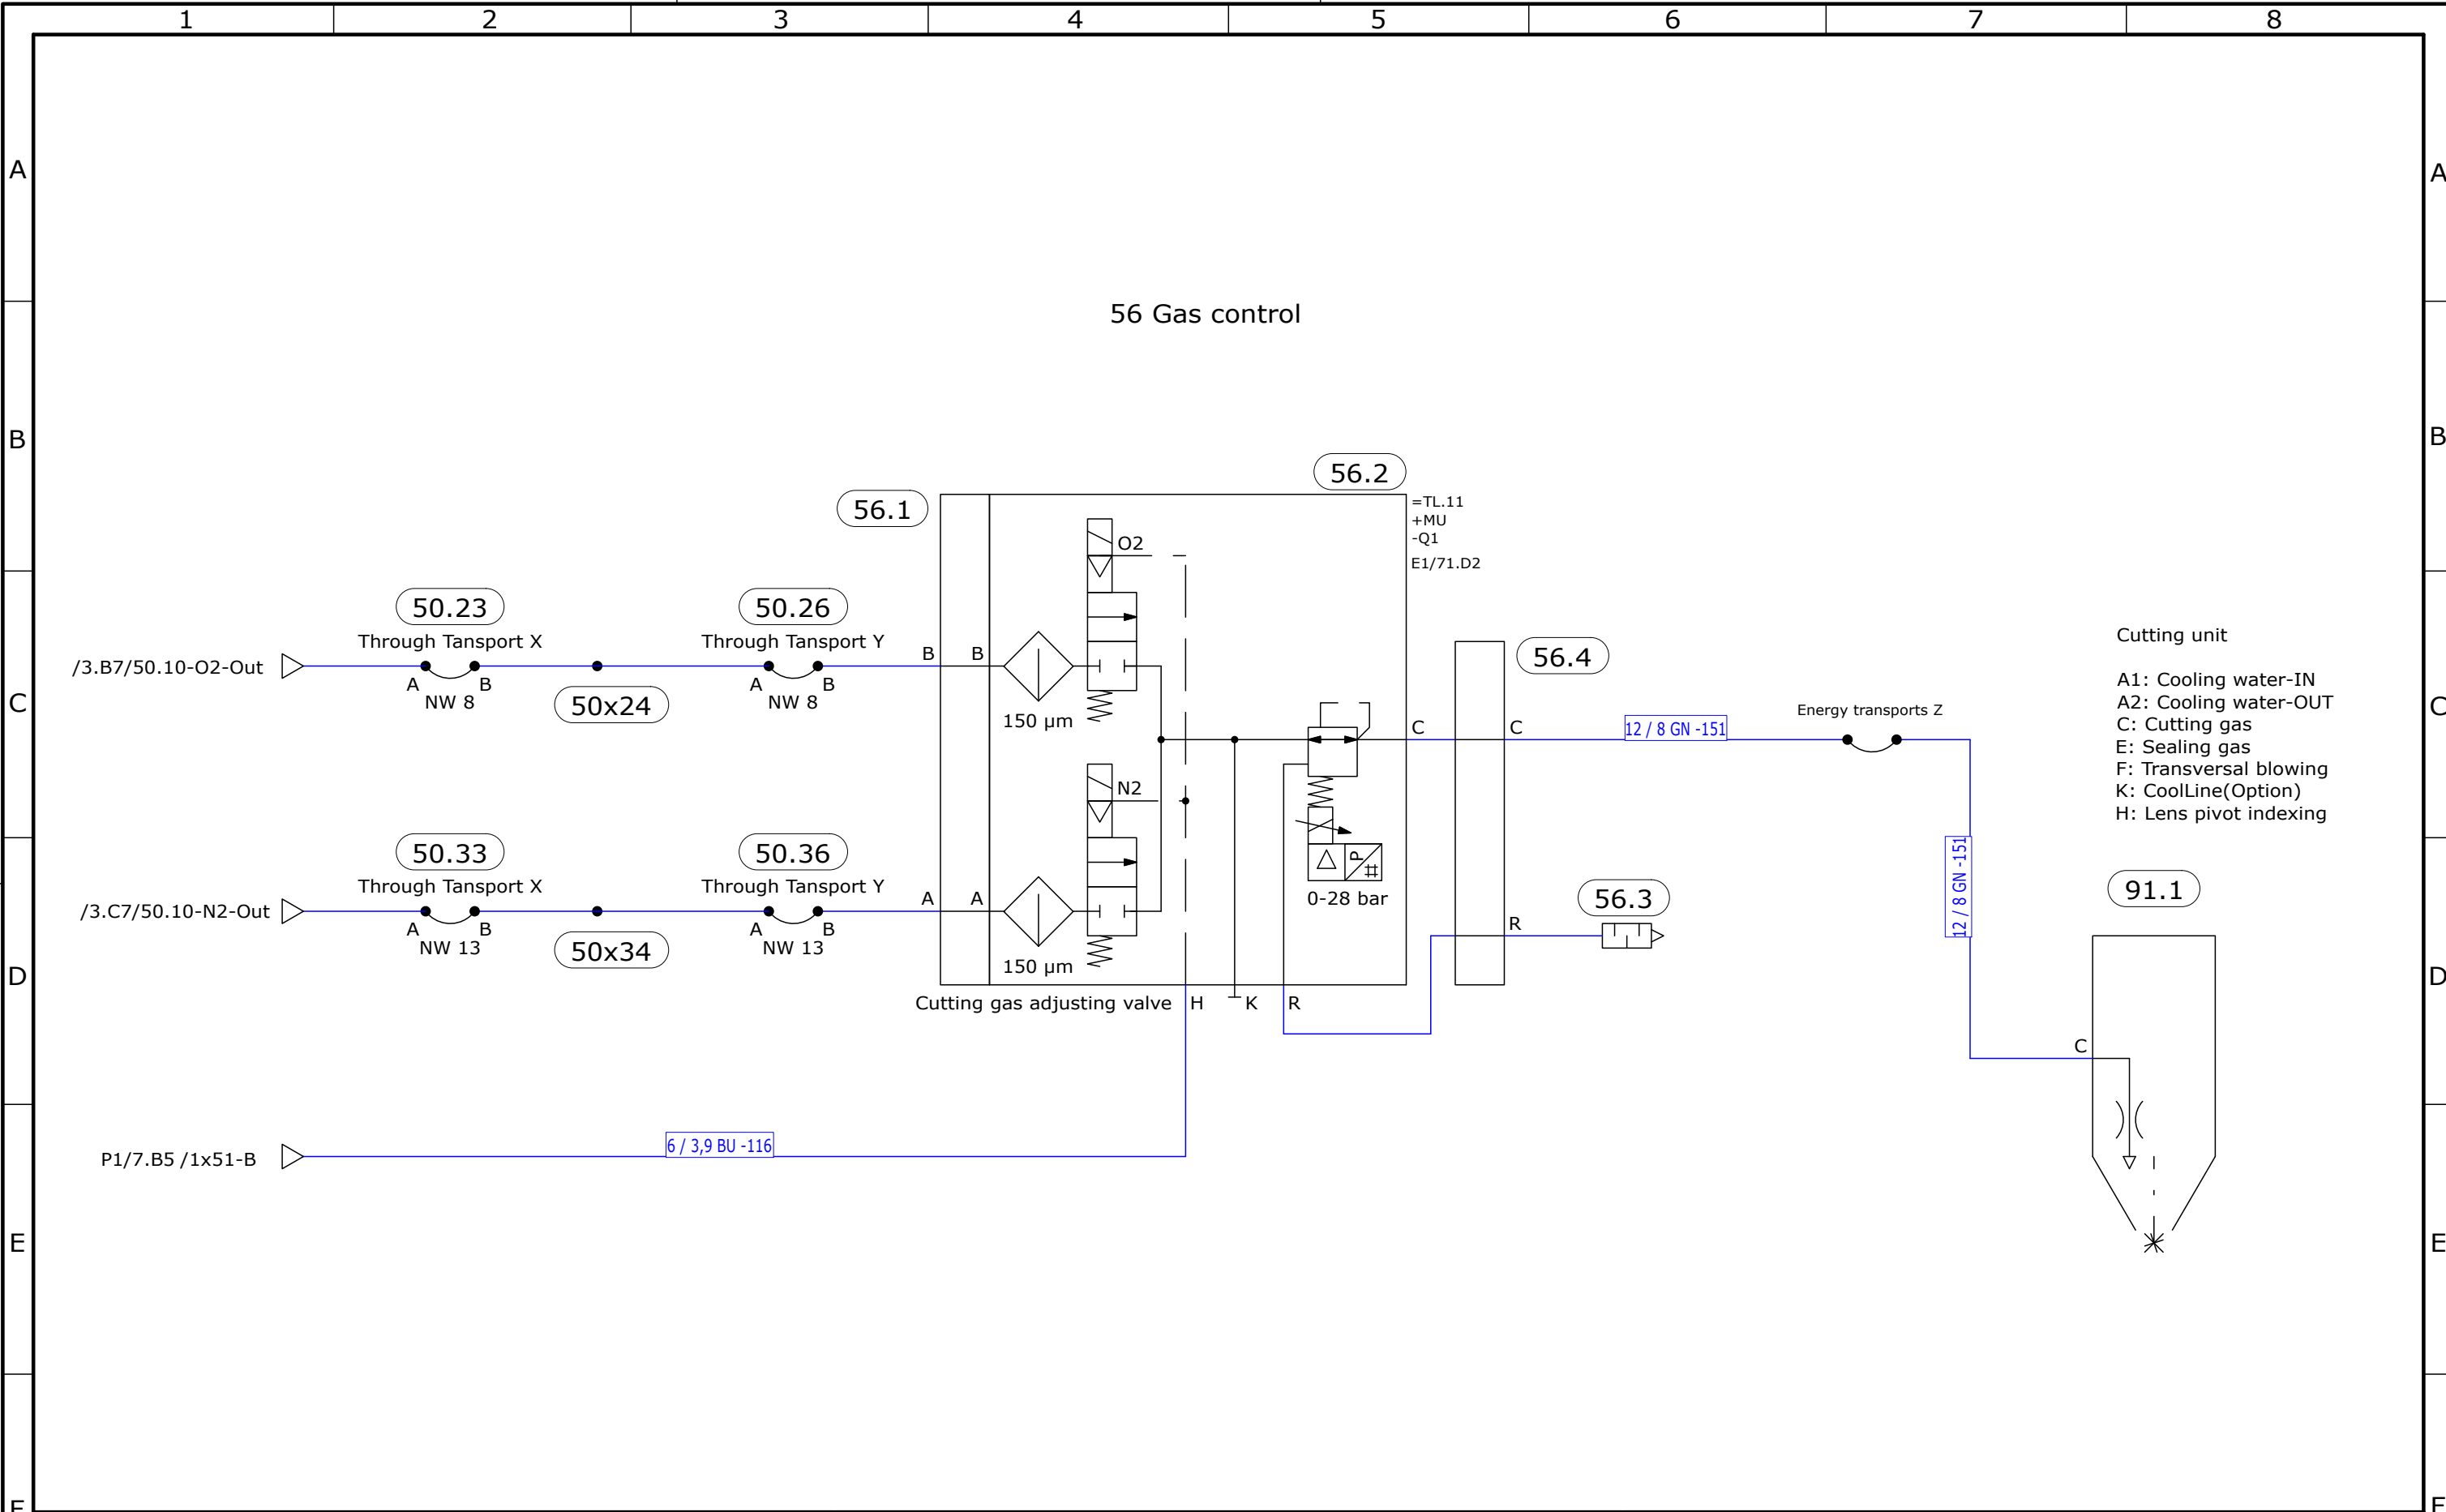 1 2 3 4 5 6 7 8
A A
56 Gas control
B B
56.2
56.1
=TL.11
+MU
-Q1
E1/71.D2
O2
50.23
50.26
Through Tansport X
Through Tansport Y
/3.B7/50.10-O2-Out
A B
NW 8
50x24
A B
NW 8
B B
150 µm
C
C
56.4
Energy transports Z
12 / 8 GN -151
Cutting unit
A1: Cooling water-IN
A2: Cooling water-OUT
C: Cutting gas
E: Sealing gas
F: Transversal blowing
K: CoolLine(Option)
H: Lens pivot indexing
C C
N2
50.33
50.36
Through Tansport X
Through Tansport Y
/3.C7/50.10-N2-Out
A B
NW 13
50x34
A B
NW 13
A A
150 µm
P
#
0-28 bar
56.3
R
12 / 8 GN -151
91.1
D D
Cutting gas adjusting valve
H K R
C
P1/7.B5 /1x51-B
6 / 3,9 BU -116
E E
F F